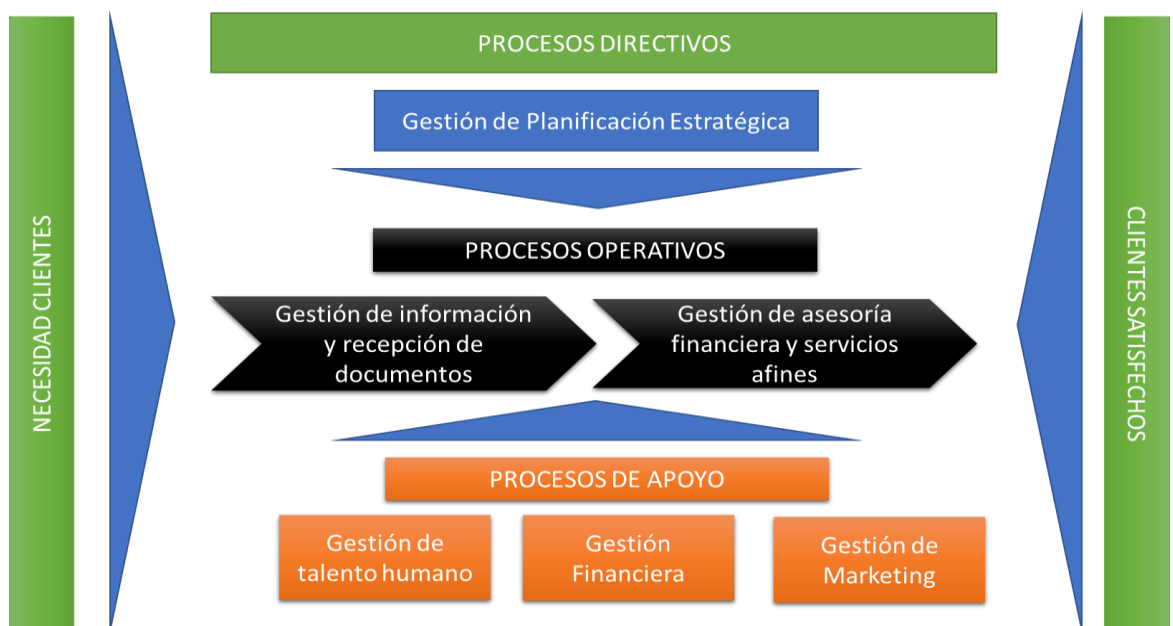 PROCESOS DIRECTIVOS
Gestión de Planificación Estratégica
NECESIDAD CLIENTES
CLIENTES SATISFECHOS
PROCESOS OPERATIVOS
Gestión de información
y recepción de
documentos
Gestión de asesoría
financiera y servicios
afines
PROCESOS DE APOYO
Gestión de
talento humano
Gestión
Financiera
Gestión de
Marketing